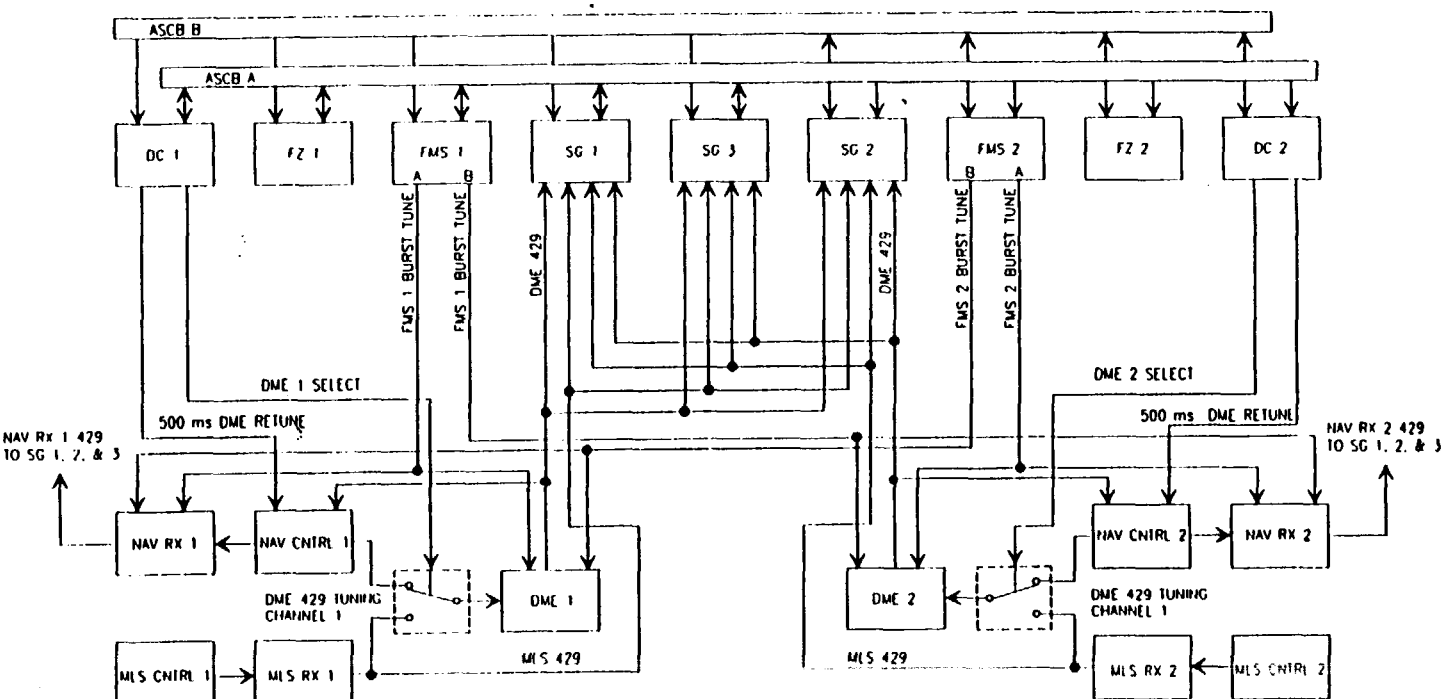 ASCB B
ASCB A
DC 1
FZ 1
FMS 1
A B
SG 1
SG 3
SG 2
FMS 2
B A
FZ 2
DC 2
FMS 1 BURST TUNE
FMS 1 BURST TUNE
DME 429
DME 429
FMS 2 BURST TUNE
FMS 2 BURST TUNE
DME 1 SELECT
DME 2 SELECT
500 ms DME RETUNE
500 ms DME RETUNE
NAV RX 1 429
TO SG 1, 2, & 3
NAV RX 2 429
TO SG 1, 2, & 3
NAV RX 1
NAV CNTRL 1
NAV CNTRL 2
NAV RX 2
DME 429 TUNING
CHANNEL 1
DME 1
DME 2
DME 429 TUNING
CHANNEL 1
MLS CNTRL 1
MLS RX 1
MLS 429
MLS 429
MLS RX 2
MLS CNTRL 2